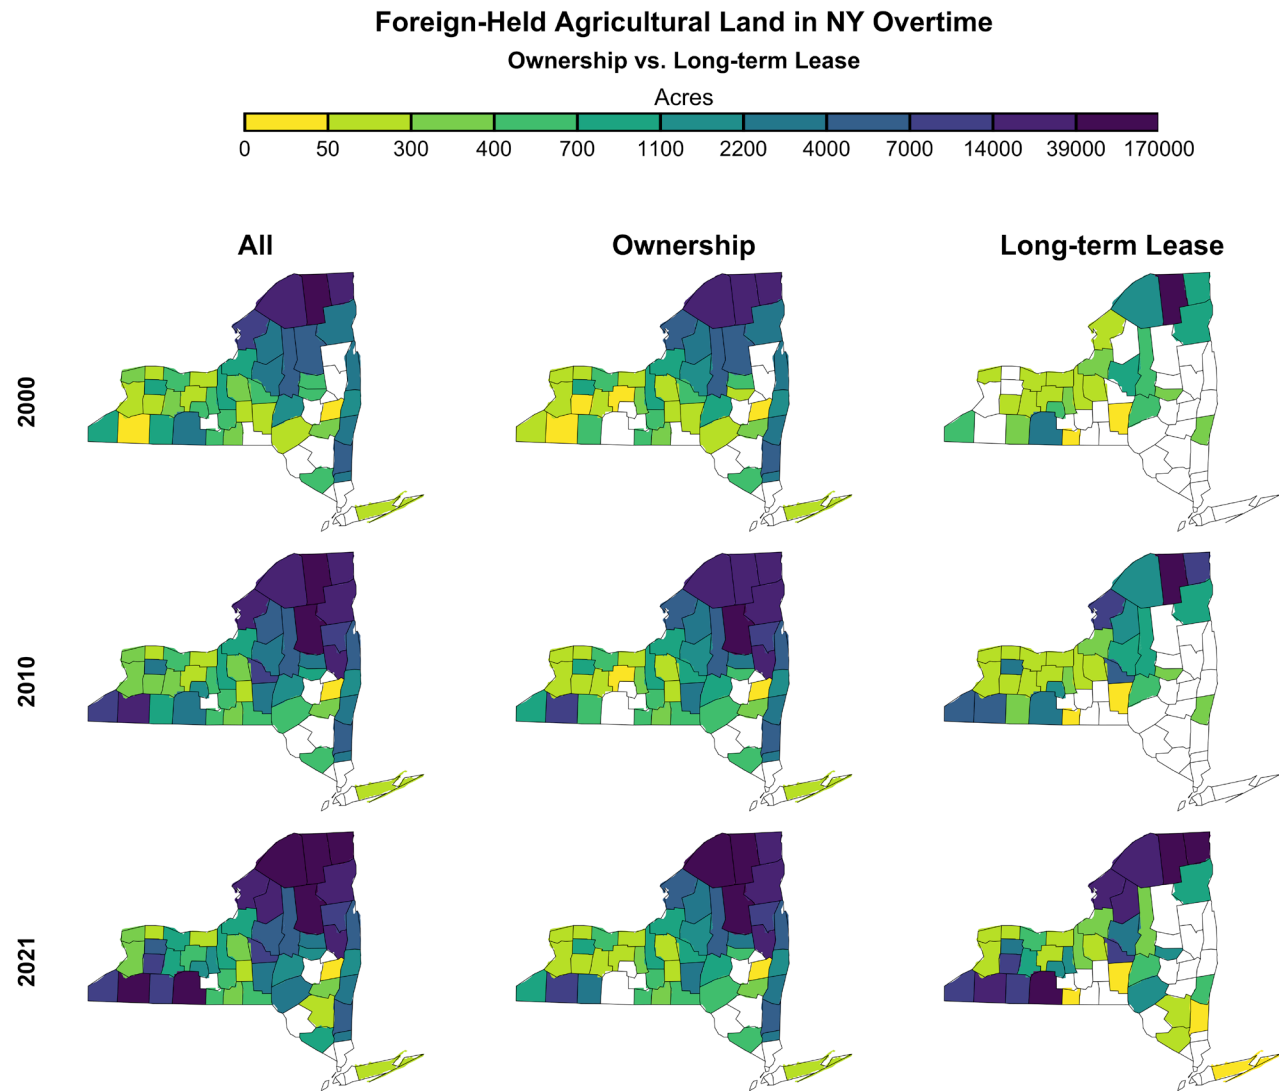 Foreign-Held Agricultural Land in NY Overtime
Ownership vs. Long-term Lease
Acres
0 50 300 400 700 1100 2200 4000 7000 14000 39000 170000
All Ownership Long-term Lease
2000
2010
2021